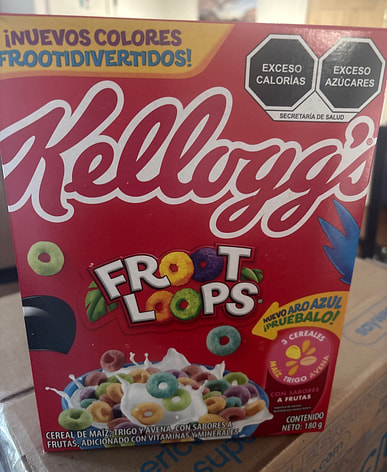 ¡NUEVOS COLORES
FROOTIDIVERTIDOS!
EXCESO
CALORÍAS
EXCESO
AZÚCARES
SECRETARÍA DE SALUD
Kellogg's
FROOT
LOOPS
NUEVO ARO AZUL
¡PRUÉBALO!
3 CEREALES
MAÍZ TRIGO AVENA
CON SABORES
A FRUTAS
CEREAL DE MAÍZ, TRIGO Y AVENA, CON SABORES A
FRUTAS, ADICIONADO CON VITAMINAS Y MINERALES.
CONTENIDO
NETO: 180 g